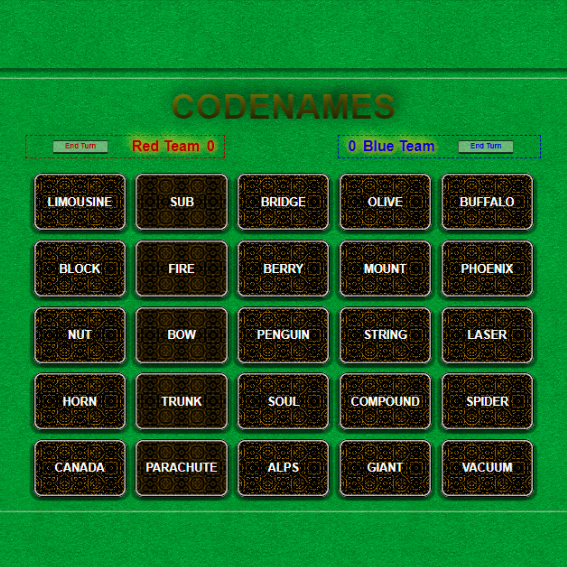 CODENAMES
End Turn Red Team 0 0 Blue Team End Turn
LIMOUSINE SUB BRIDGE OLIVE BUFFALO
BLOCK FIRE BERRY MOUNT PHOENIX
NUT BOW PENGUIN STRING LASER
HORN TRUNK SOUL COMPOUND SPIDER
CANADA PARACHUTE ALPS GIANT VACUUM